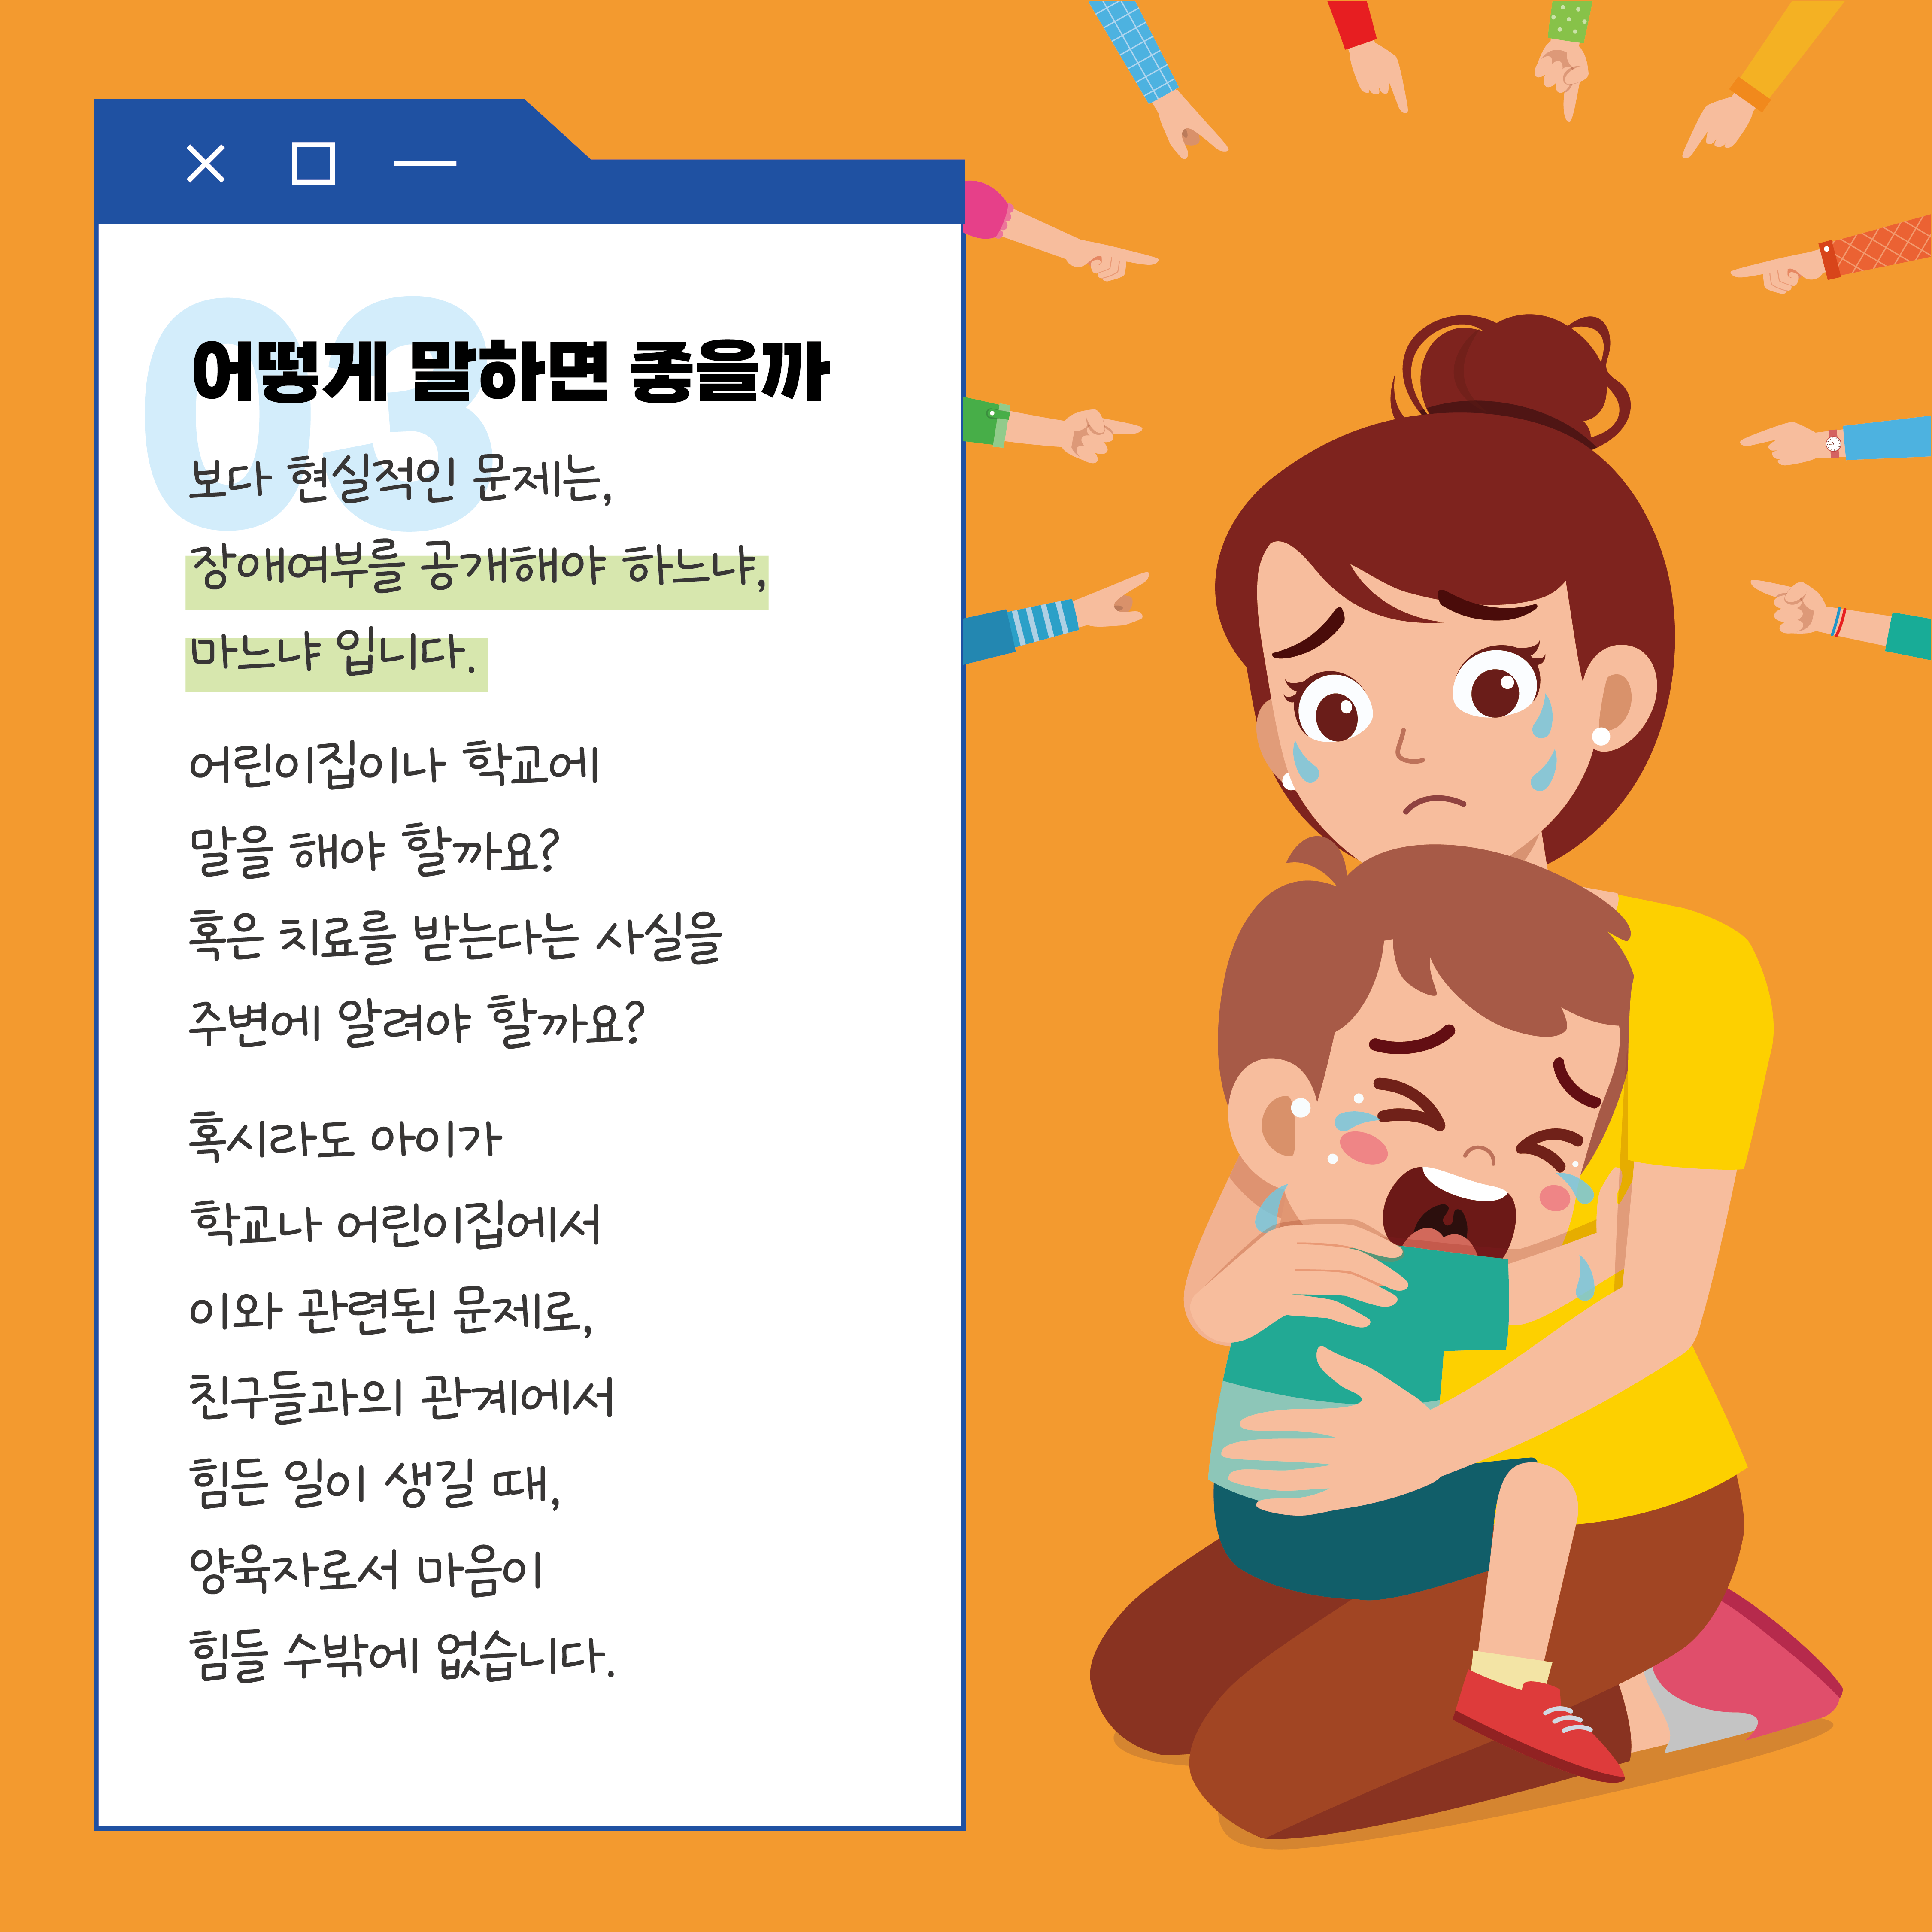 03
어떻게 말하면 좋을까
보다 현실적인 문제는,
장애여부를 공개해야 하느냐,
마느냐 입니다.
어린이집이나 학교에
말을 해야 할까요?
혹은 치료를 받는다는 사실을
주변에 알려야 할까요?
혹시라도 아이가
학교나 어린이집에서
이와 관련된 문제로,
친구들과의 관계에서
힘든 일이 생길 때,
양육자로서 마음이
힘들 수밖에 없습니다.